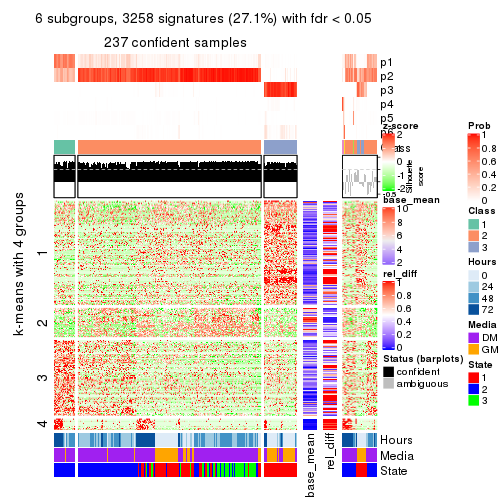 6 subgroups, 3258 signatures (27.1%) with fdr < 0.05
237 confident samples
p1
p2
p3
p4
p5
Class
Silhouette score
k-means with 4 groups
1
2
3
4
Hours
Media
State
base_mean
rel_diff
z-score
2
1
0
-1
-2
base_mean
10
8
6
4
2
rel_diff
1
0.8
0.6
0.4
0.2
0
Status (barplots)
confident
ambiguous
Prob
1
0.8
0.6
0.4
0.2
0
Class
1
2
3
Hours
0
24
48
72
Media
DM
GM
State
1
2
3